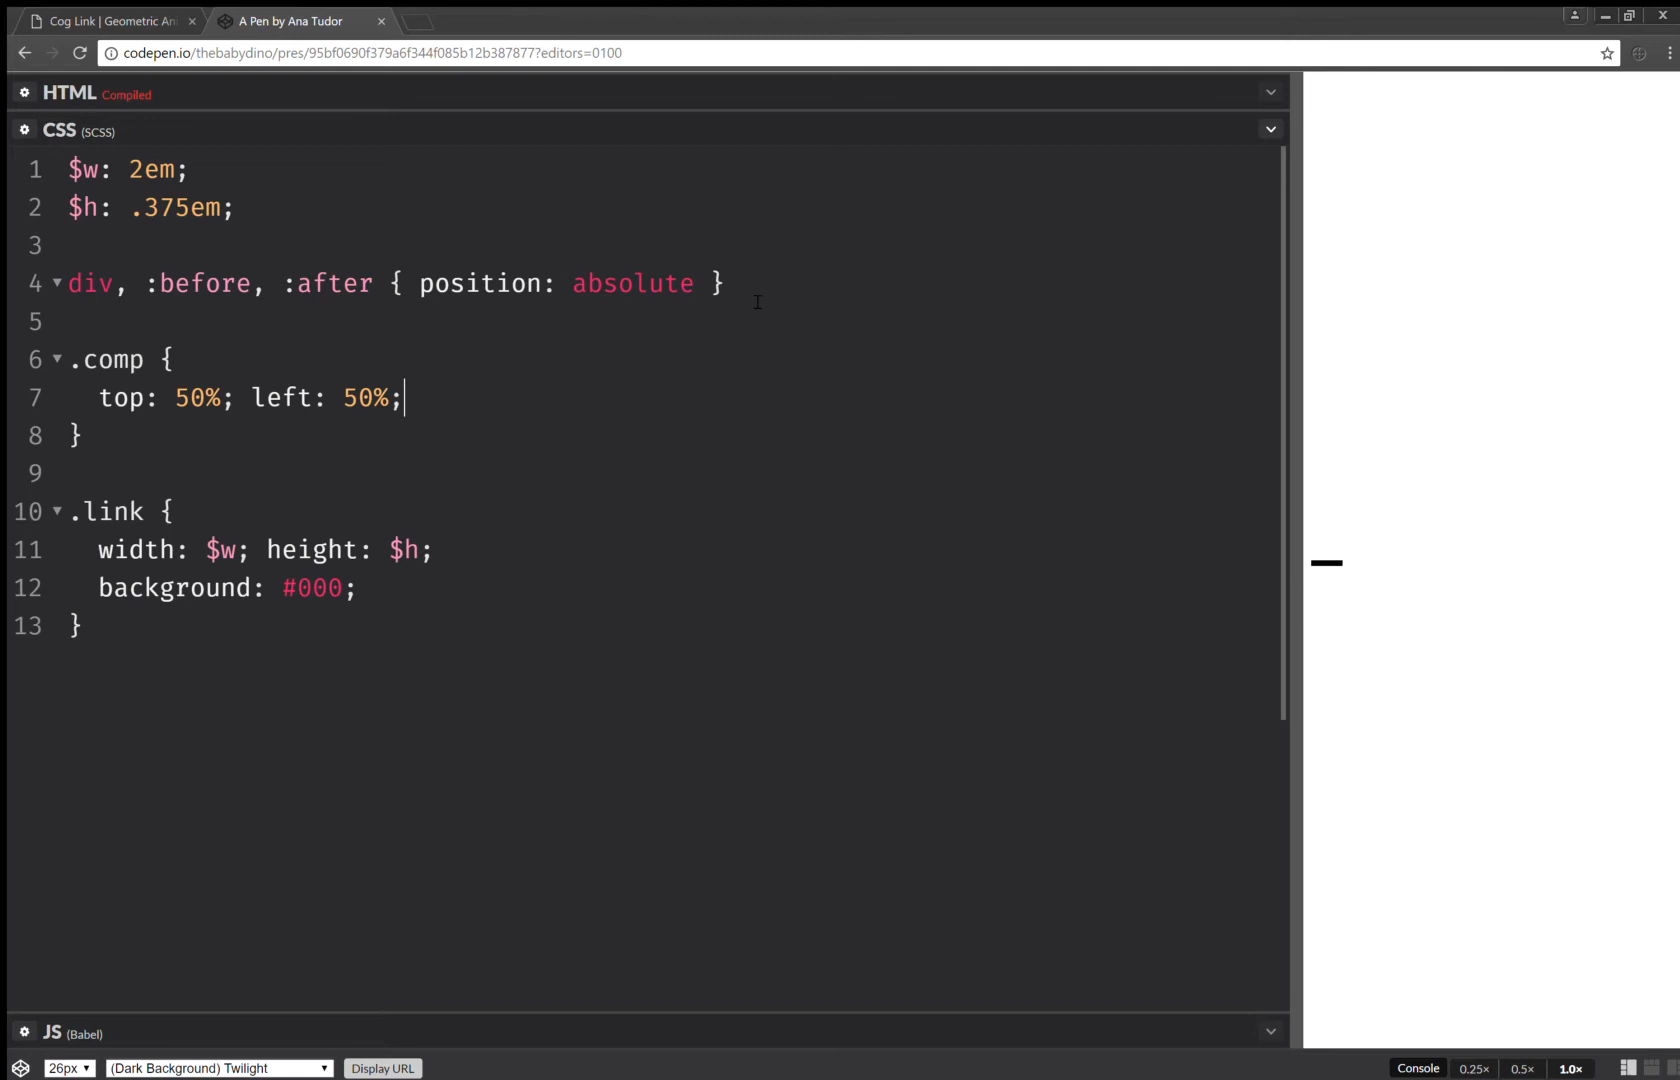 Cog Link | Geometric Ani
A Pen by Ana Tudor
codepen.io/thebabydino/pres/95bf0690f379a6f344f085b12b387877?editors=0100
HTML Compiled
CSS (SCSS)
1 $w: 2em;
2 $h: .375em;
3
4 div, :before, :after { position: absolute }
5
6 .comp {
7 top: 50%; left: 50%;
8 }
9
10 .link {
11 width: $w; height: $h;
12 background: #000;
13 }
JS (Babel)
26px (Dark Background) Twilight Display URL Console 0.25× 0.5× 1.0×